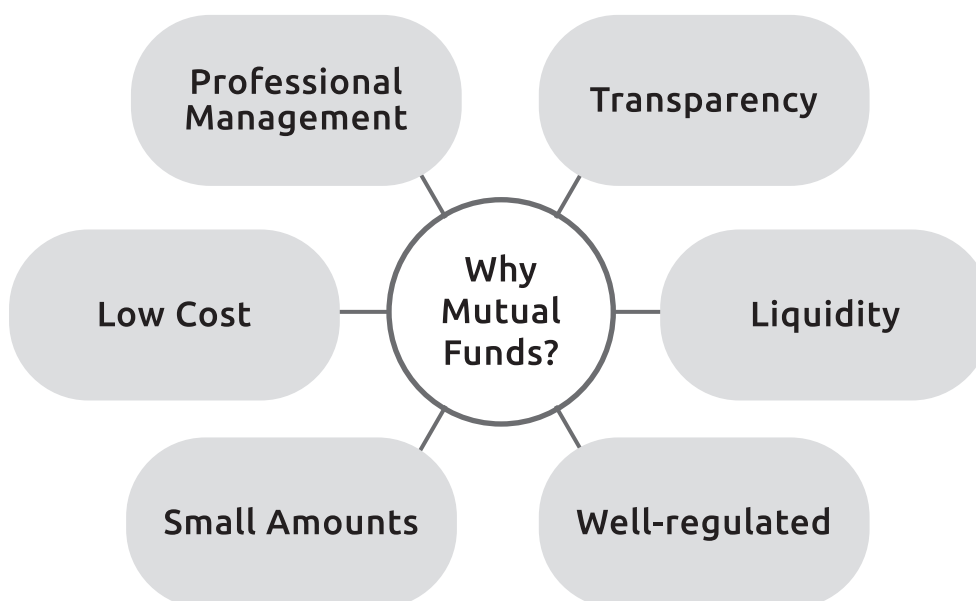 Professional
Management
Transparency
Low Cost
Why
Mutual
Funds?
Liquidity
Small Amounts
Well-regulated